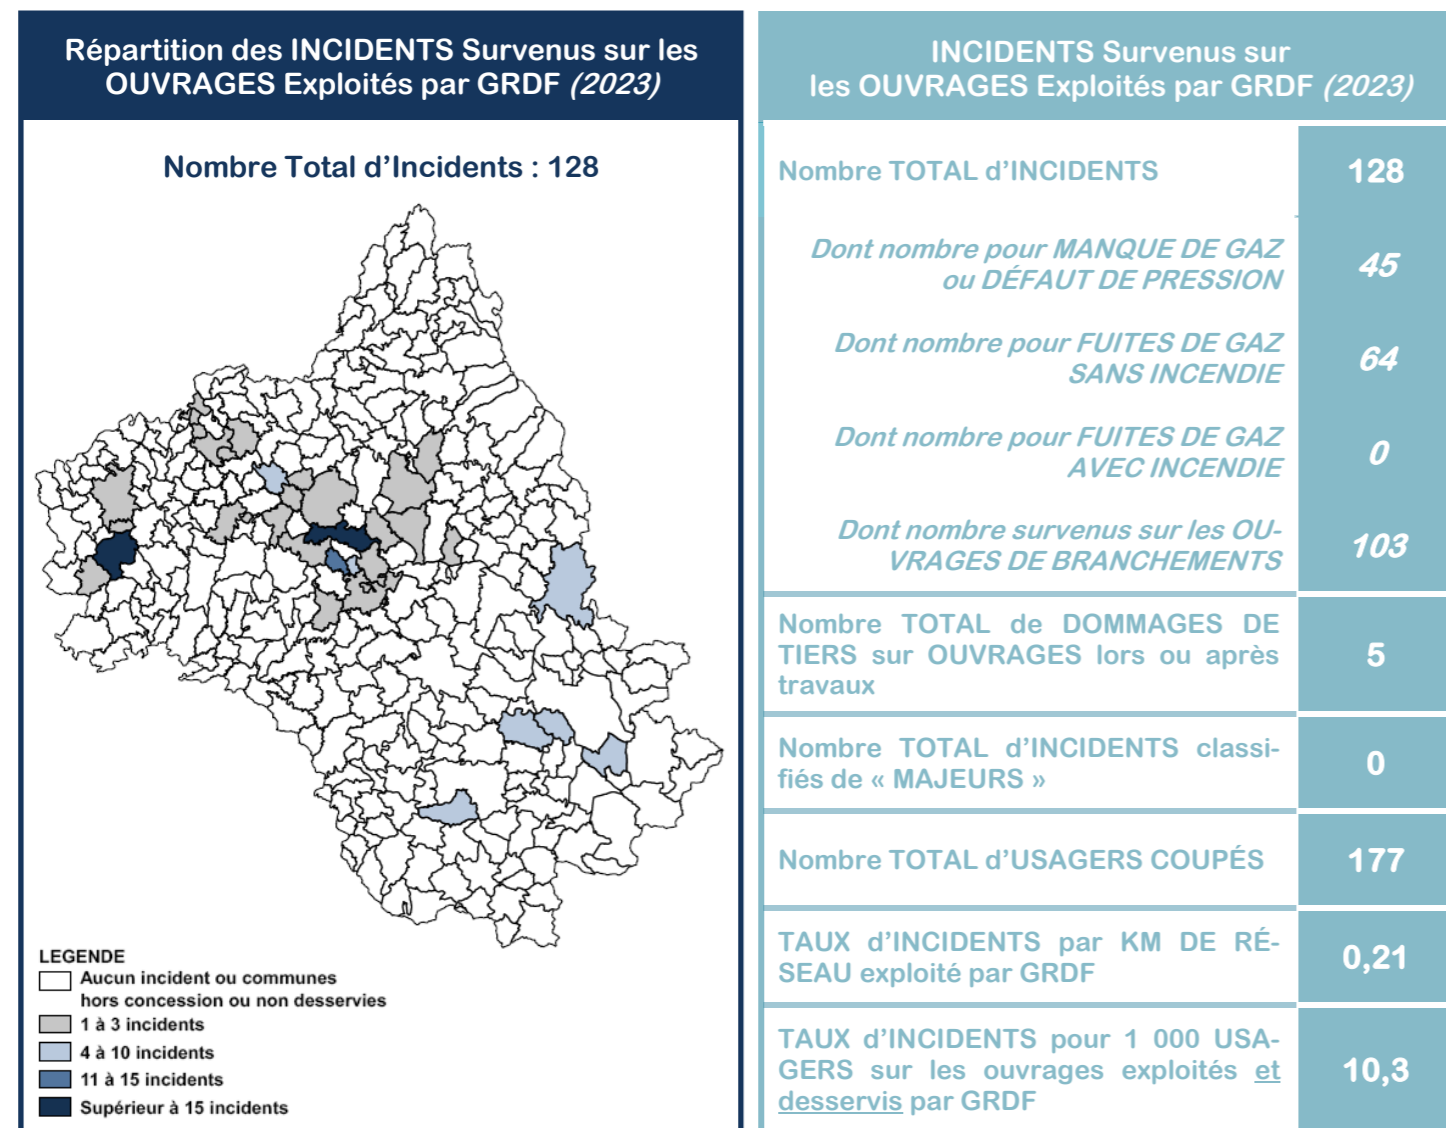 Répartition des INCIDENTS Survenus sur les
OUVRAGES Exploités par GRDF (2023)
Nombre Total d'Incidents : 128
LEGENDE
Aucun incident ou communes
hors concession ou non desservies
1 à 3 incidents
4 à 10 incidents
11 à 15 incidents
Supérieur à 15 incidents
INCIDENTS Survenus sur
les OUVRAGES Exploités par GRDF (2023)
Nombre TOTAL d'INCIDENTS 128
Dont nombre pour MANQUE DE GAZ
ou DÉFAUT DE PRESSION
45
Dont nombre pour FUITES DE GAZ
SANS INCENDIE
64
Dont nombre pour FUITES DE GAZ
AVEC INCENDIE
0
Dont nombre survenus sur les OU-
VRAGES DE BRANCHEMENTS
103
Nombre TOTAL de DOMMAGES DE
TIERS sur OUVRAGES lors ou après
travaux
5
Nombre TOTAL d'INCIDENTS classi-
fiés de « MAJEURS »
0
Nombre TOTAL d'USAGERS COUPÉS 177
TAUX d'INCIDENTS par KM DE RÉ-
SEAU exploité par GRDF
0,21
TAUX d'INCIDENTS pour 1 000 USA-
GERS sur les ouvrages exploités et
desservis par GRDF
10,3